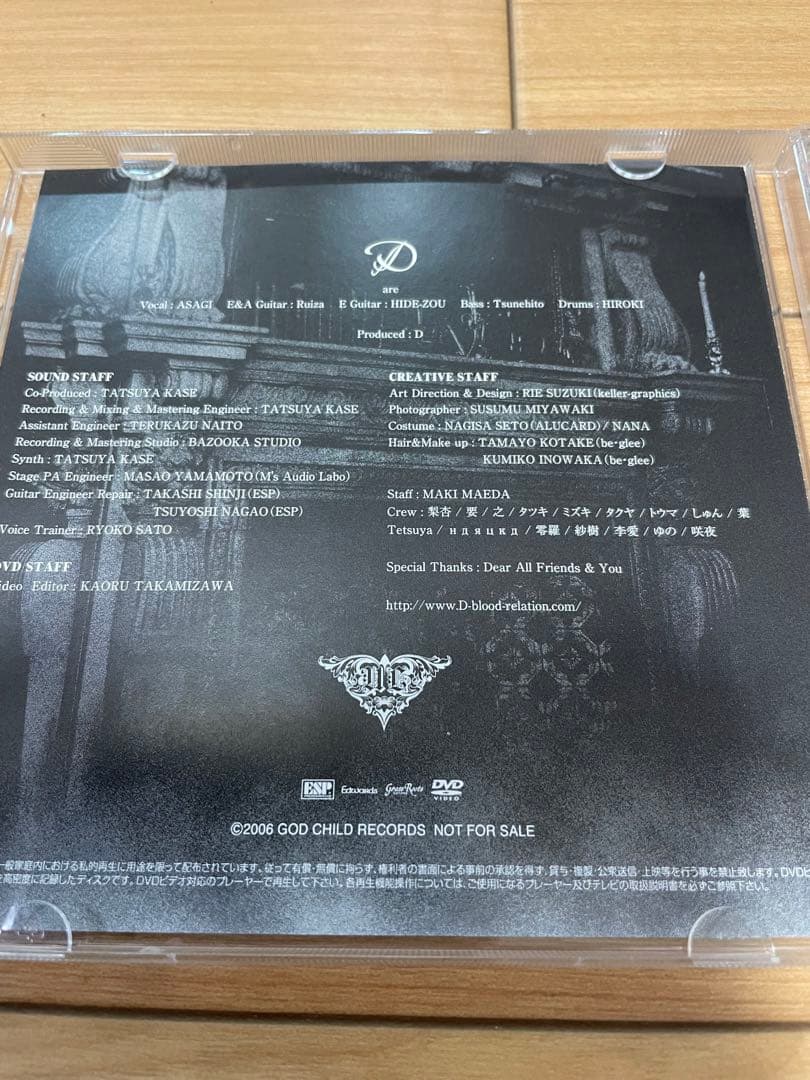 D
are
Vocal : ASAGI E&A Guitar : Ruiza E Guitar : HIDE-ZOU Bass : Tsunehito Drums : HIROKI
Produced : D
SOUND STAFF
Co-Produced : TATSUYA KASE
Recording & Mixing & Mastering Engineer : TATSUYA KASE
Assistant Engineer : TERUKAZU NAITO
Recording & Mastering Studio : BAZOOKA STUDIO
Synth : TATSUYA KASE
Stage PA Engineer : MASAO YAMAMOTO(M's Audio Labo)
Guitar Engineer Repair : TAKASHI SHINJI(ESP)
TSUYOSHI NAGAO(ESP)
Voice Trainer : RYOKO SATO
DVD STAFF
Video Editor : KAORU TAKAMIZAWA
CREATIVE STAFF
Art Direction & Design : RIE SUZUKI(keller-graphics)
Photographer : SUSUMU MIYAWAKI
Costume : NAGISA SETO(ALUCARD) / NANA
Hair&Make up : TAMAYO KOTAKE(be-glee)
KUMIKO INOWAKA(be-glee)
Staff : MAKI MAEDA
Crew : 梨杏 / 要 / 之 / タツキ / ミズキ / タクヤ / トウマ / しゅん / 葉
Tetsuya / ндяцкд / 零羅 / 紗樹 / 李愛 / ゆの / 咲夜
Special Thanks : Dear All Friends & You
http://www.D-blood-relation.com/
ESP Edwards GrassRoots DVD VIDEO
©2006 GOD CHILD RECORDS NOT FOR SALE
一般家庭内における私的再生に用途を限って配布されています。従って有償・無償に拘らず、権利者の書面による事前の承認を得ず、貸与・複製・公衆送信・上映等を行う事を禁止致します。DVDビ
を高密度に記録したディスクです。DVDビデオ対応のプレーヤーで再生して下さい。各再生機能操作については、ご使用になるプレーヤー及びテレビの取扱説明書を必ずご参照下さい。